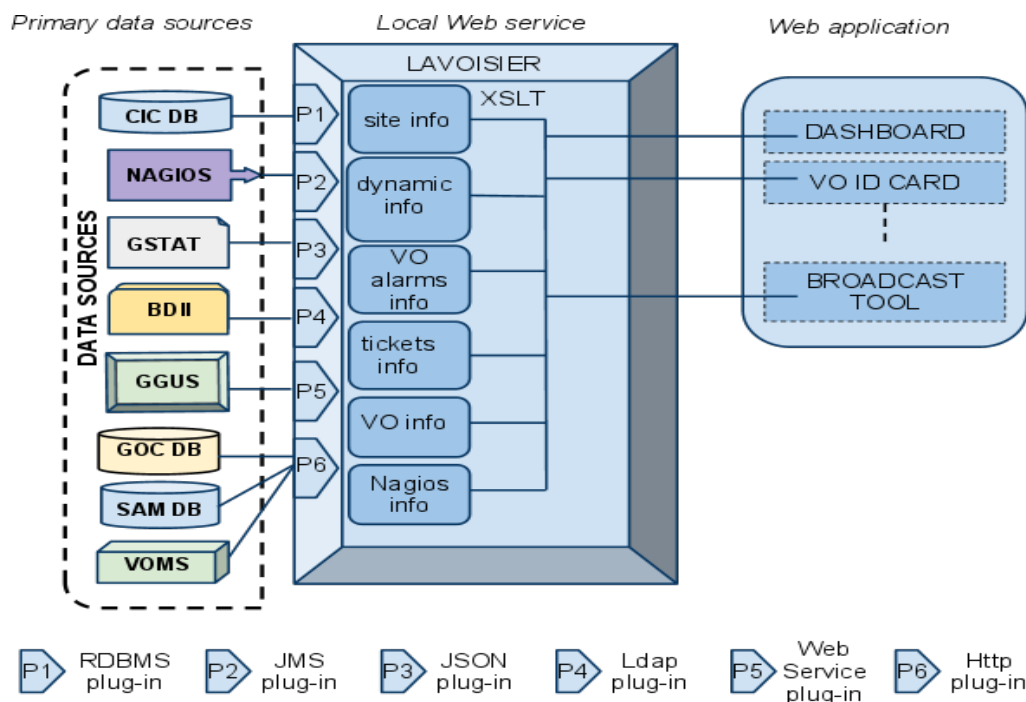 Primary data sources
Local Web service
Web application
LAVOISIER
XSLT
DATA SOURCES
CIC DB
NAGIOS
GSTAT
BDII
GGUS
GOC DB
SAM DB
VOMS
P1
P2
P3
P4
P5
P6
site info
dynamic
info
VO
alarms
info
tickets
info
VO info
Nagios
info
DASHBOARD
VO ID CARD
BROADCAST
TOOL
P1
RDBMS
plug-in
P2
JMS
plug-in
P3
JSON
plug-in
P4
Ldap
plug-in
P5
Web
Service
plug-in
P6
Http
plug-in